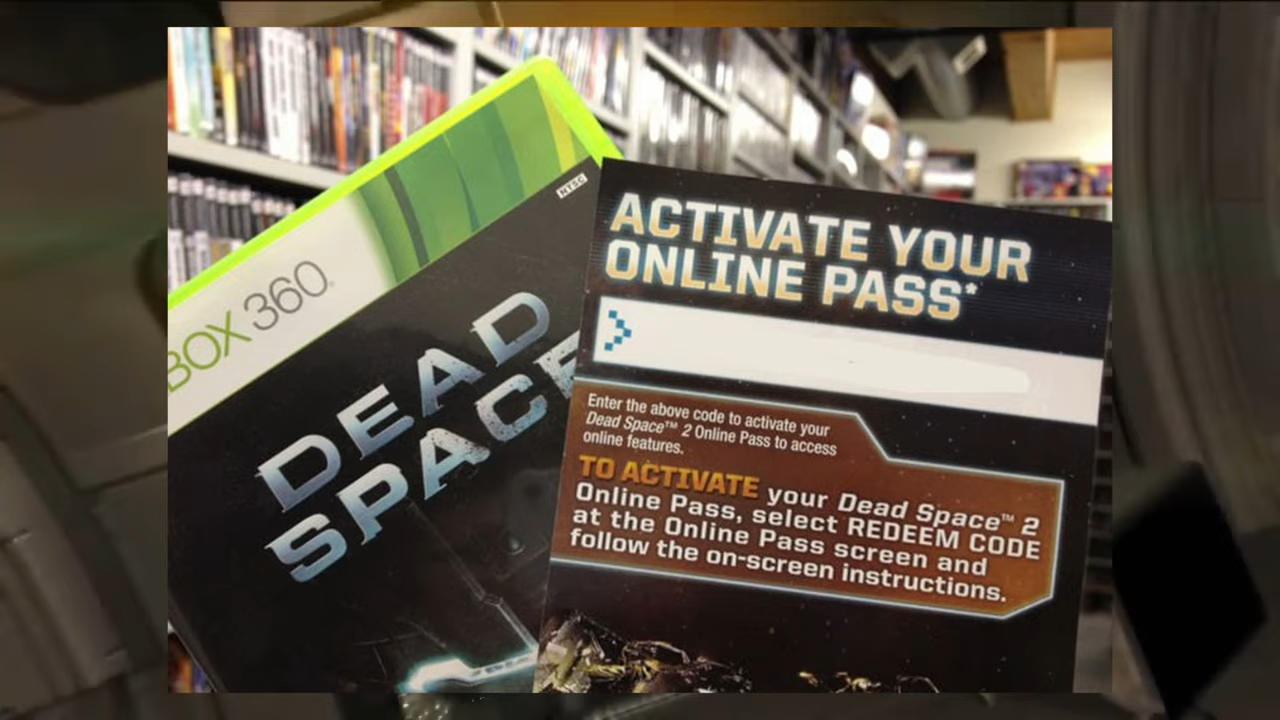 BOX 360
NTSC
DEAD
SPACE
ACTIVATE YOUR
ONLINE PASS*
>
Enter the above code to activate your
Dead Space™ 2 Online Pass to access
online features.
TO ACTIVATE your Dead Space™ 2
Online Pass, select REDEEM CODE
at the Online Pass screen and
follow the on-screen instructions.